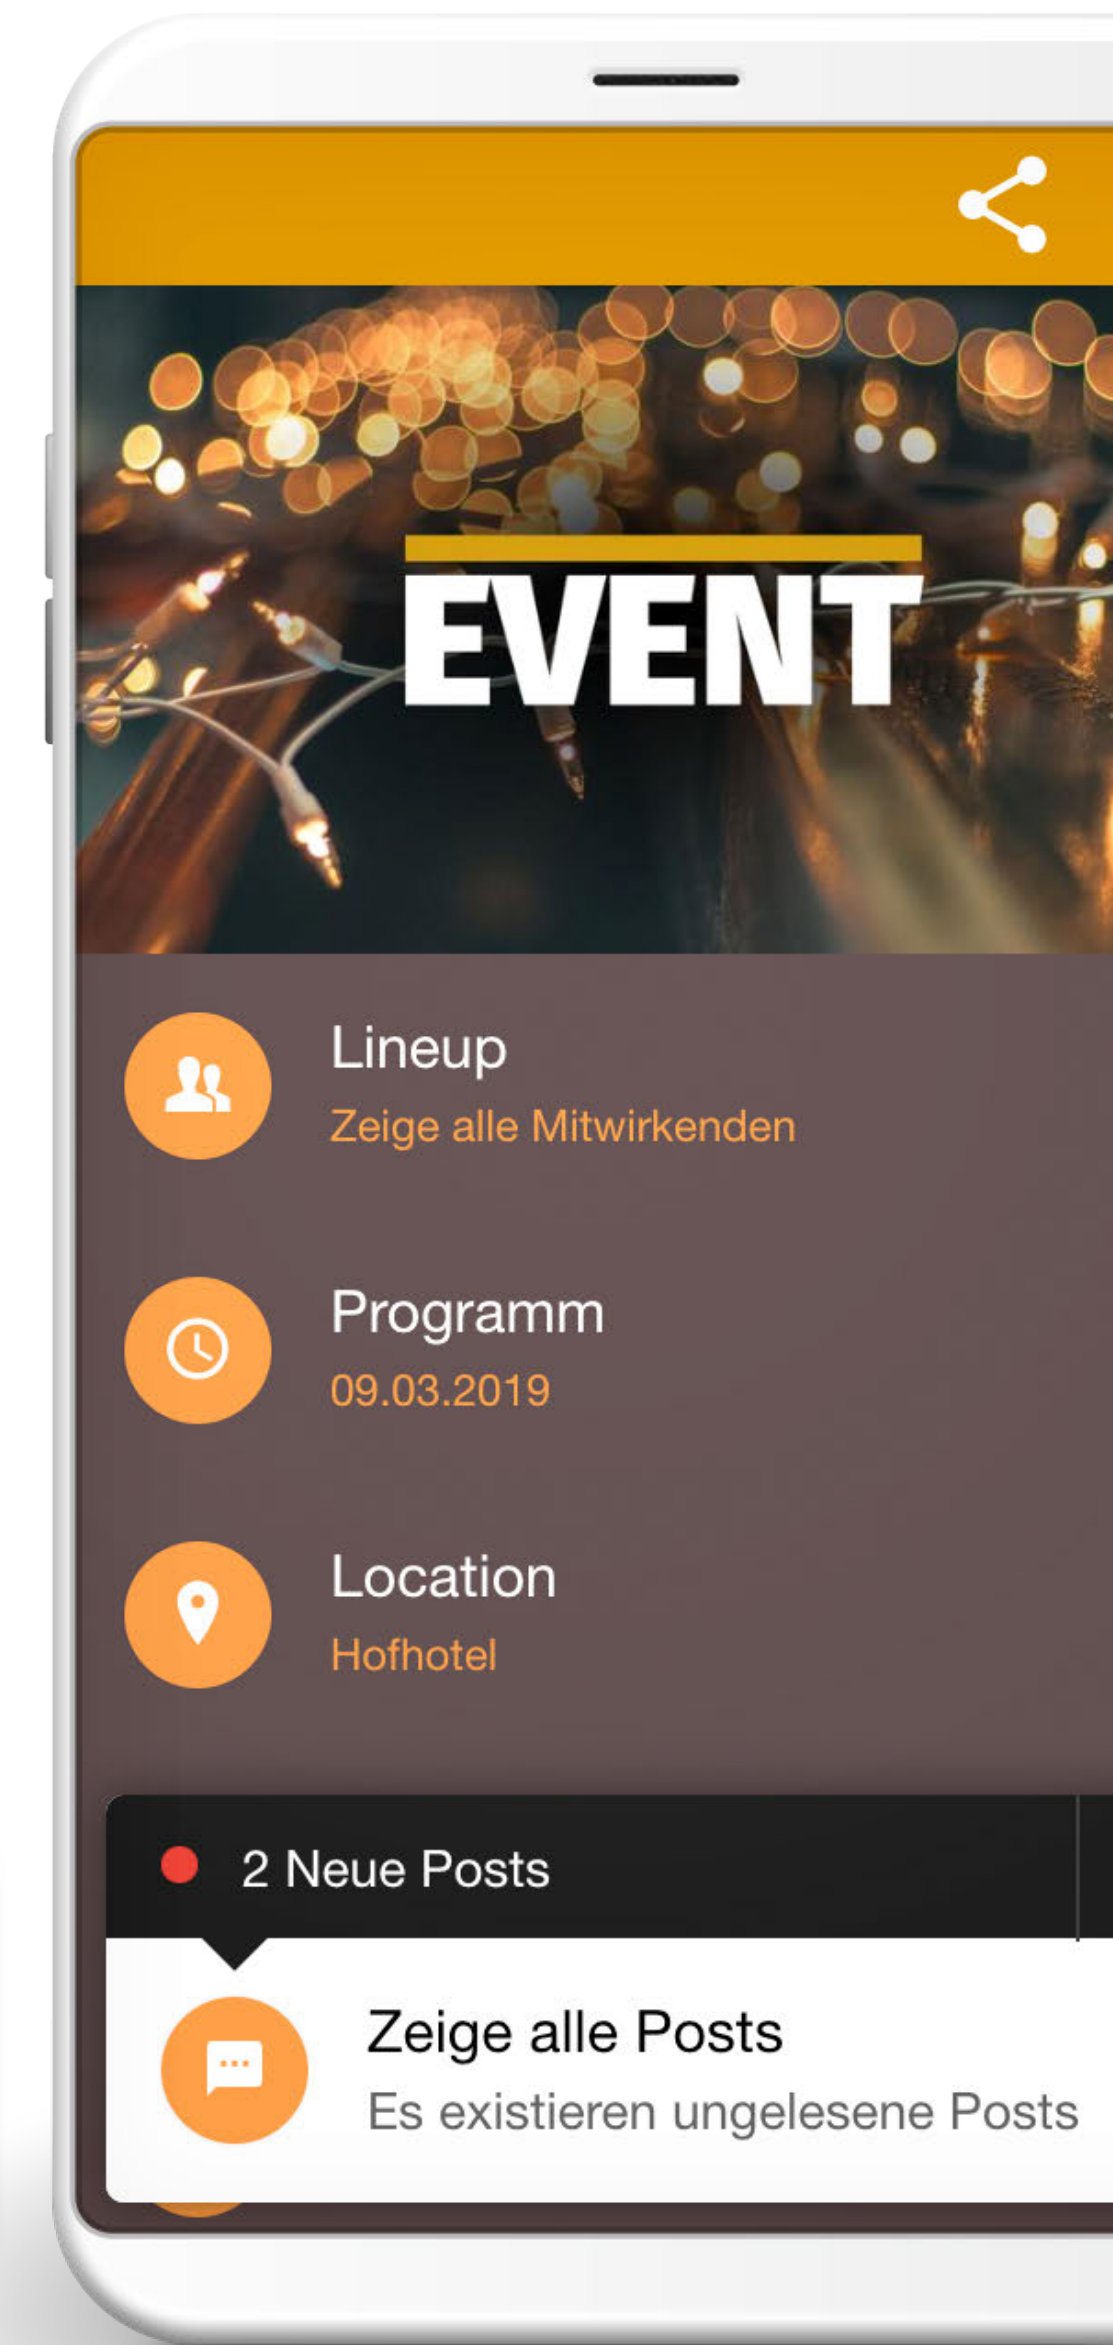 EVENT
Lineup
Zeige alle Mitwirkenden
Programm
09.03.2019
Location
Hofhotel
2 Neue Posts
Zeige alle Posts
Es existieren ungelesene Posts